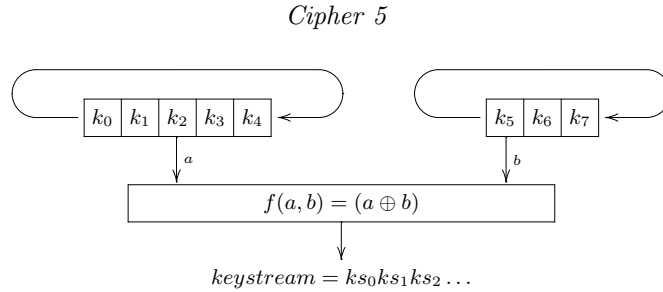 Cipher 5
k₀ k₁ k₂ k₃ k₄ k₅ k₆ k₇
a b
f(a, b) = (a ⊕ b)
keystream = ks₀ks₁ks₂ . . .